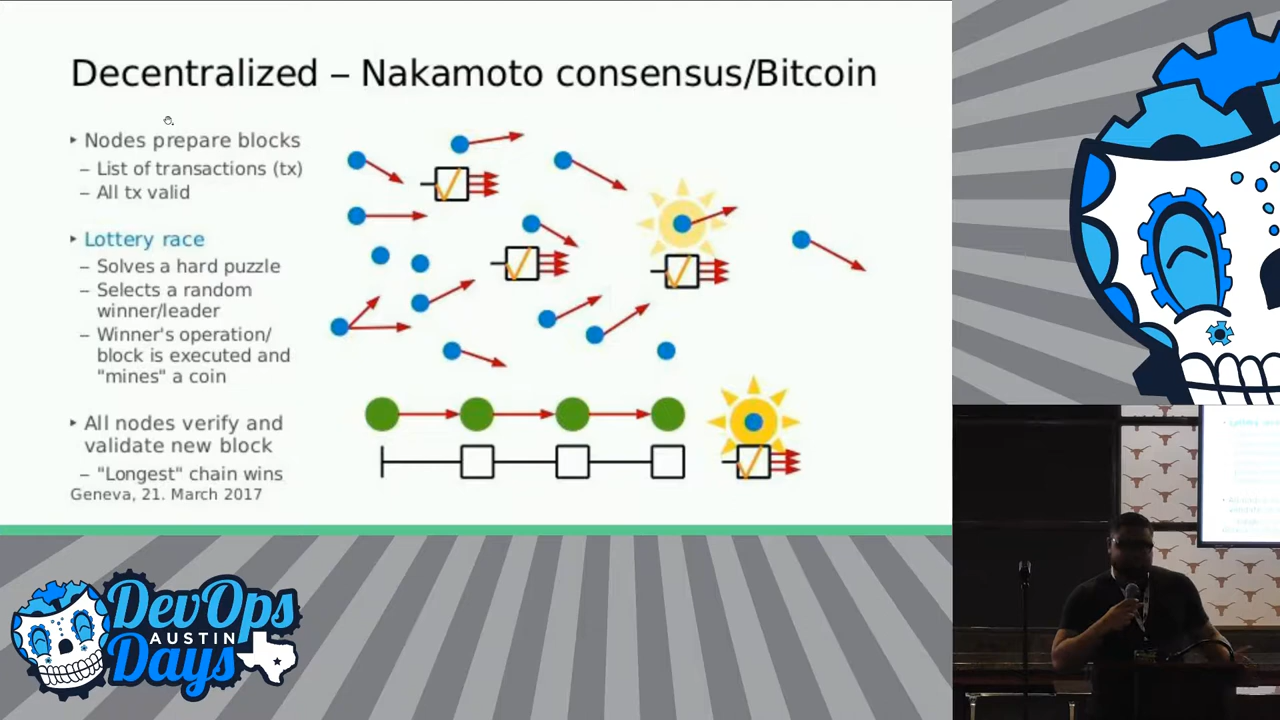 Decentralized – Nakamoto consensus/Bitcoin
‣ Nodes prepare blocks
– List of transactions (tx)
– All tx valid
‣ Lottery race
– Solves a hard puzzle
– Selects a random
winner/leader
– Winner's operation/
block is executed and
"mines" a coin
‣ All nodes verify and
validate new block
– "Longest" chain wins
Geneva, 21. March 2017
DevOps
AUSTIN
Days